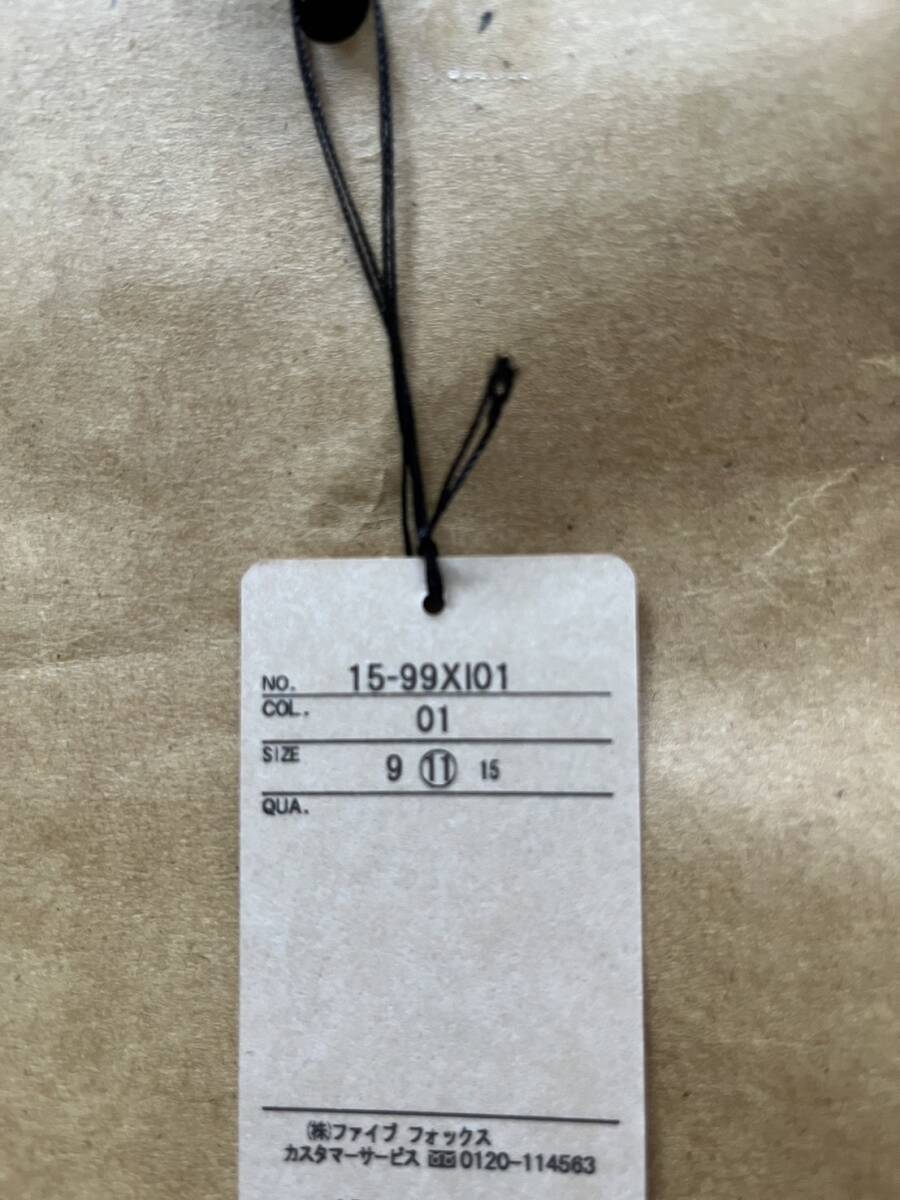 NO. 15-99XI01
COL. 01
SIZE 9 ⑪ 15
QUA.
㈱ファイブ フォックス
カスタマーサービス 0120-114563